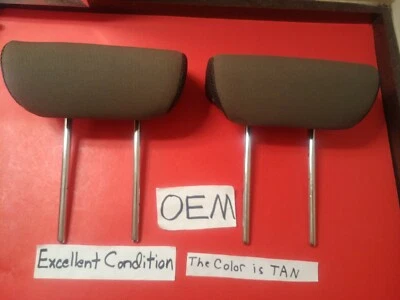 OEM
Excellent Condition
The Color is TAN